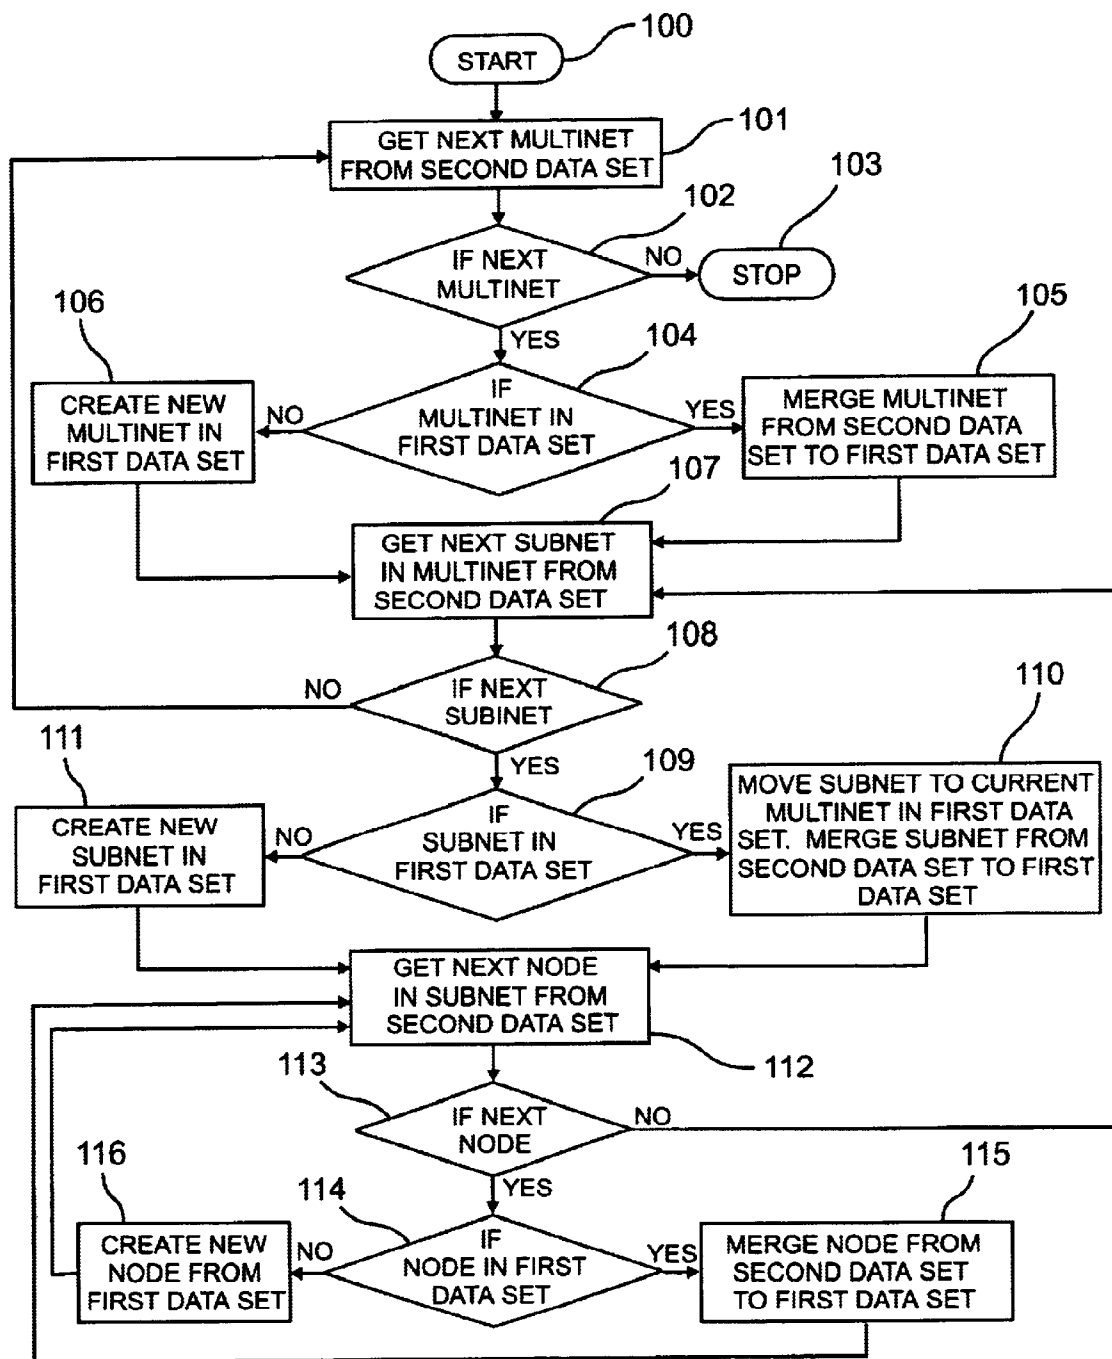 100
START
GET NEXT MULTINET
FROM SECOND DATA SET
101
102
103
IF NEXT
MULTINET
NO
STOP
YES
106
104
105
CREATE NEW
MULTINET IN
FIRST DATA SET
NO
IF
MULTINET IN
FIRST DATA SET
YES
MERGE MULTINET
FROM SECOND DATA
SET TO FIRST DATA SET
107
GET NEXT SUBNET
IN MULTINET FROM
SECOND DATA SET
108
NO
IF NEXT
SUBINET
110
111
YES
109
CREATE NEW
SUBNET IN
FIRST DATA SET
NO
IF
SUBNET IN
FIRST DATA SET
YES
MOVE SUBNET TO CURRENT
MULTINET IN FIRST DATA
SET. MERGE SUBNET FROM
SECOND DATA SET TO FIRST
DATA SET
GET NEXT NODE
IN SUBNET FROM
SECOND DATA SET
112
113
IF NEXT
NODE
NO
116
114
YES
115
CREATE NEW
NODE FROM
FIRST DATA SET
NO
IF
NODE IN FIRST
DATA SET
YES
MERGE NODE FROM
SECOND DATA SET
TO FIRST DATA SET